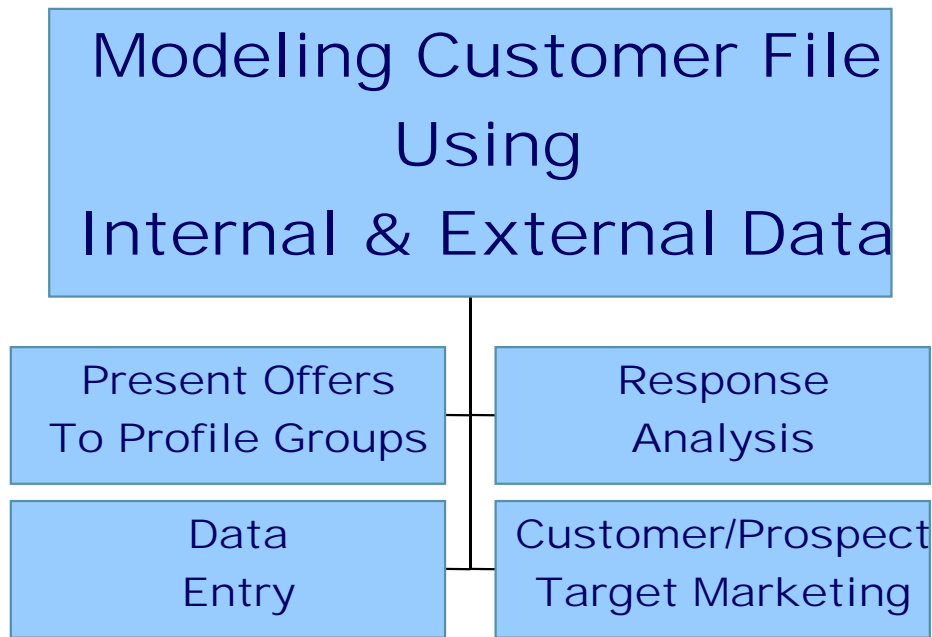 Modeling Customer File
Using
Internal & External Data
Present Offers
To Profile Groups
Response
Analysis
Data
Entry
Customer/Prospect
Target Marketing